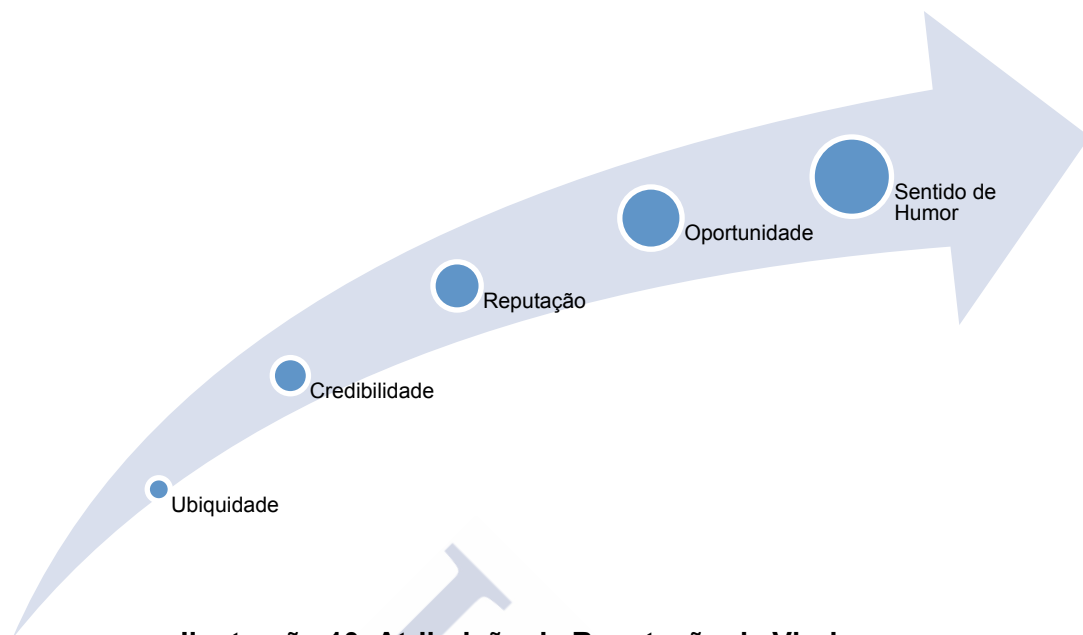 Sentido de
Humor
Oportunidade
Reputação
Credibilidade
Ubiquidade